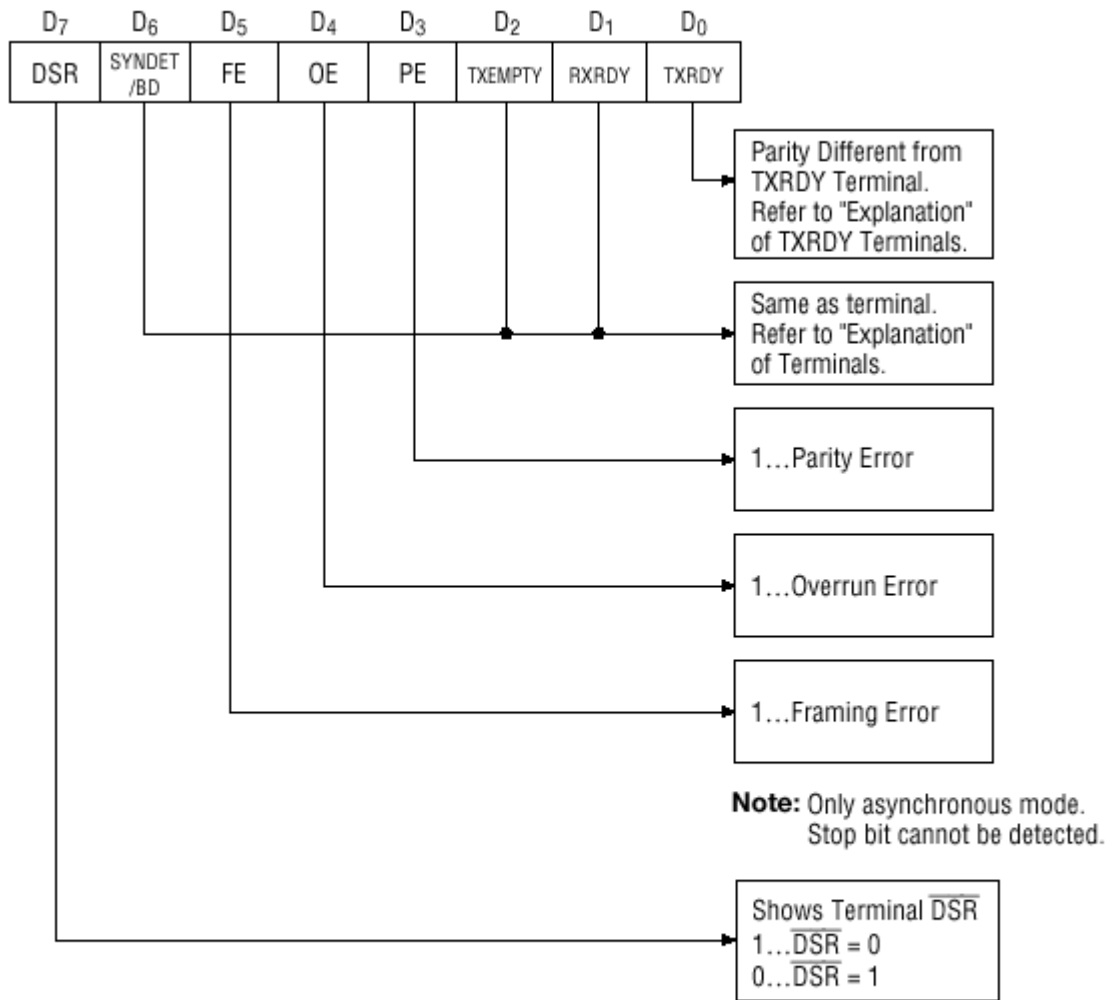 D7 D6 D5 D4 D3 D2 D1 D0
DSR SYNDET /BD FE OE PE TXEMPTY RXRDY TXRDY
Parity Different from
TXRDY Terminal.
Refer to "Explanation"
of TXRDY Terminals.
Same as terminal.
Refer to "Explanation"
of Terminals.
1...Parity Error
1...Overrun Error
1...Framing Error
Note: Only asynchronous mode.
Stop bit cannot be detected.
Shows Terminal D̅S̅R̅
1...D̅S̅R̅ = 0
0...D̅S̅R̅ = 1